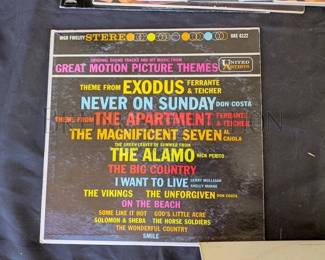 HIGH FIDELITY STEREO UAS 6122
ORIGINAL SOUND TRACKS AND HIT MUSIC FROM
GREAT MOTION PICTURE THEMES
UNITED ARTISTS
THEME FROM EXODUS FERRANTE & TEICHER
NEVER ON SUNDAY DON COSTA
THEME FROM THE APARTMENT FERRANTE & TEICHER
THE MAGNIFICENT SEVEN AL CAIOLA
THE GREEN LEAVES OF SUMMER FROM
THE ALAMO NICK PERITO
THE BIG COUNTRY
I WANT TO LIVE GERRY MULLIGAN SHELLY MANNE
THE VIKINGS THE UNFORGIVEN DON COSTA
ON THE BEACH
SOME LIKE IT HOT GOD'S LITTLE ACRE
SOLOMON & SHEBA THE HORSE SOLDIERS
THE WONDERFUL COUNTRY
SMILE